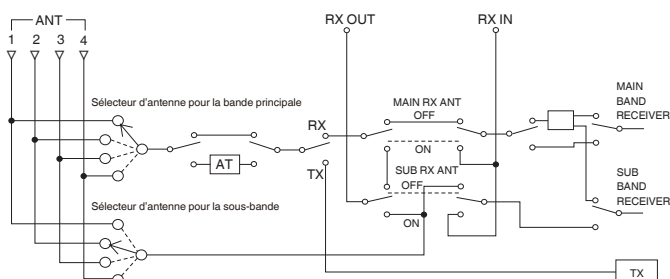 ANT
1 2 3 4
RX OUT
RX IN
Sélecteur d'antenne pour la bande principale
RX
TX
AT
MAIN RX ANT
OFF
ON
SUB RX ANT
OFF
ON
MAIN
BAND
RECEIVER
SUB
BAND
RECEIVER
Sélecteur d'antenne pour la sous-bande
TX